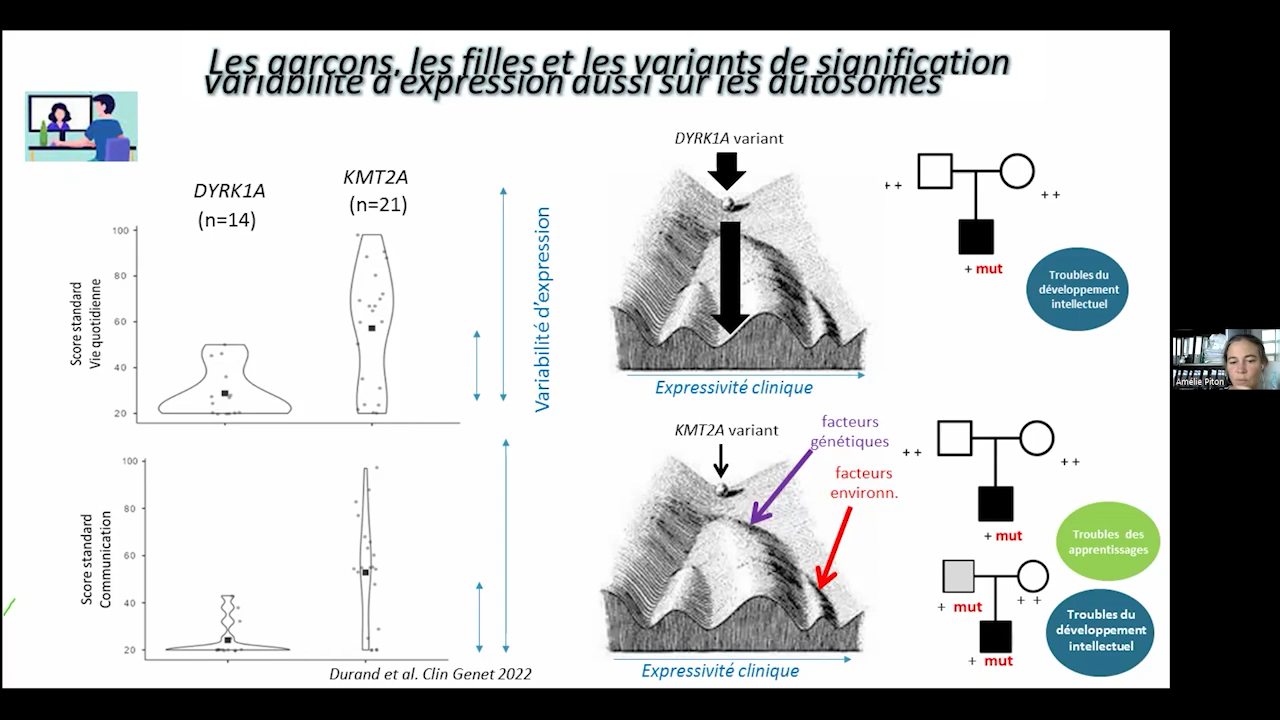 Les garçons, les filles et les variants de signification
variabilité d'expression aussi sur les autosomes
DYRK1A
(n=14)
KMT2A
(n=21)
Score standard
Vie quotidienne
100
80
60
40
20
Variabilité d'expression
Score standard
Communication
100
80
60
40
20
Durand et al. Clin Genet 2022
DYRK1A variant
Expressivité clinique
++
++
+ mut
Troubles du
développement
intellectuel
KMT2A variant
facteurs
génétiques
facteurs
environn.
Expressivité clinique
++
++
+ mut
Troubles des
apprentissages
+ mut
++
+ mut
Troubles du
développement
intellectuel
Amélie Piton